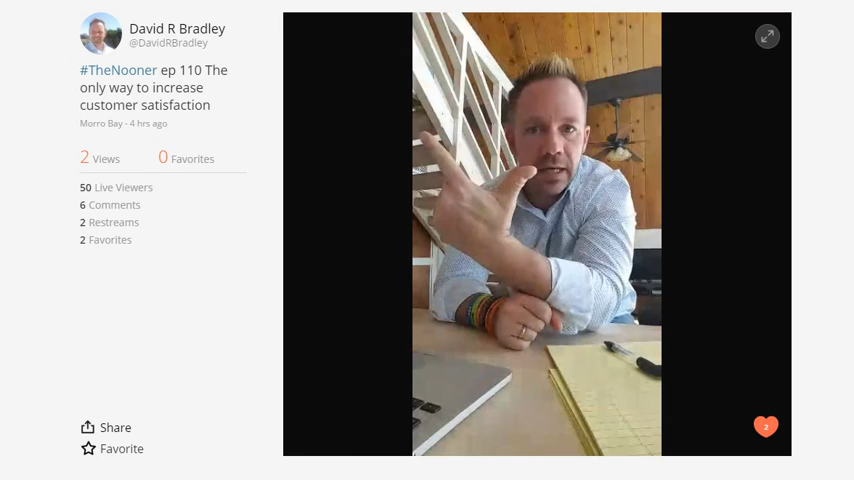 David R Bradley
@DavidRBradley
#TheNooner ep 110 The
only way to increase
customer satisfaction
Morro Bay - 4 hrs ago
2 Views 0 Favorites
50 Live Viewers
6 Comments
2 Restreams
2 Favorites
Share
Favorite
2